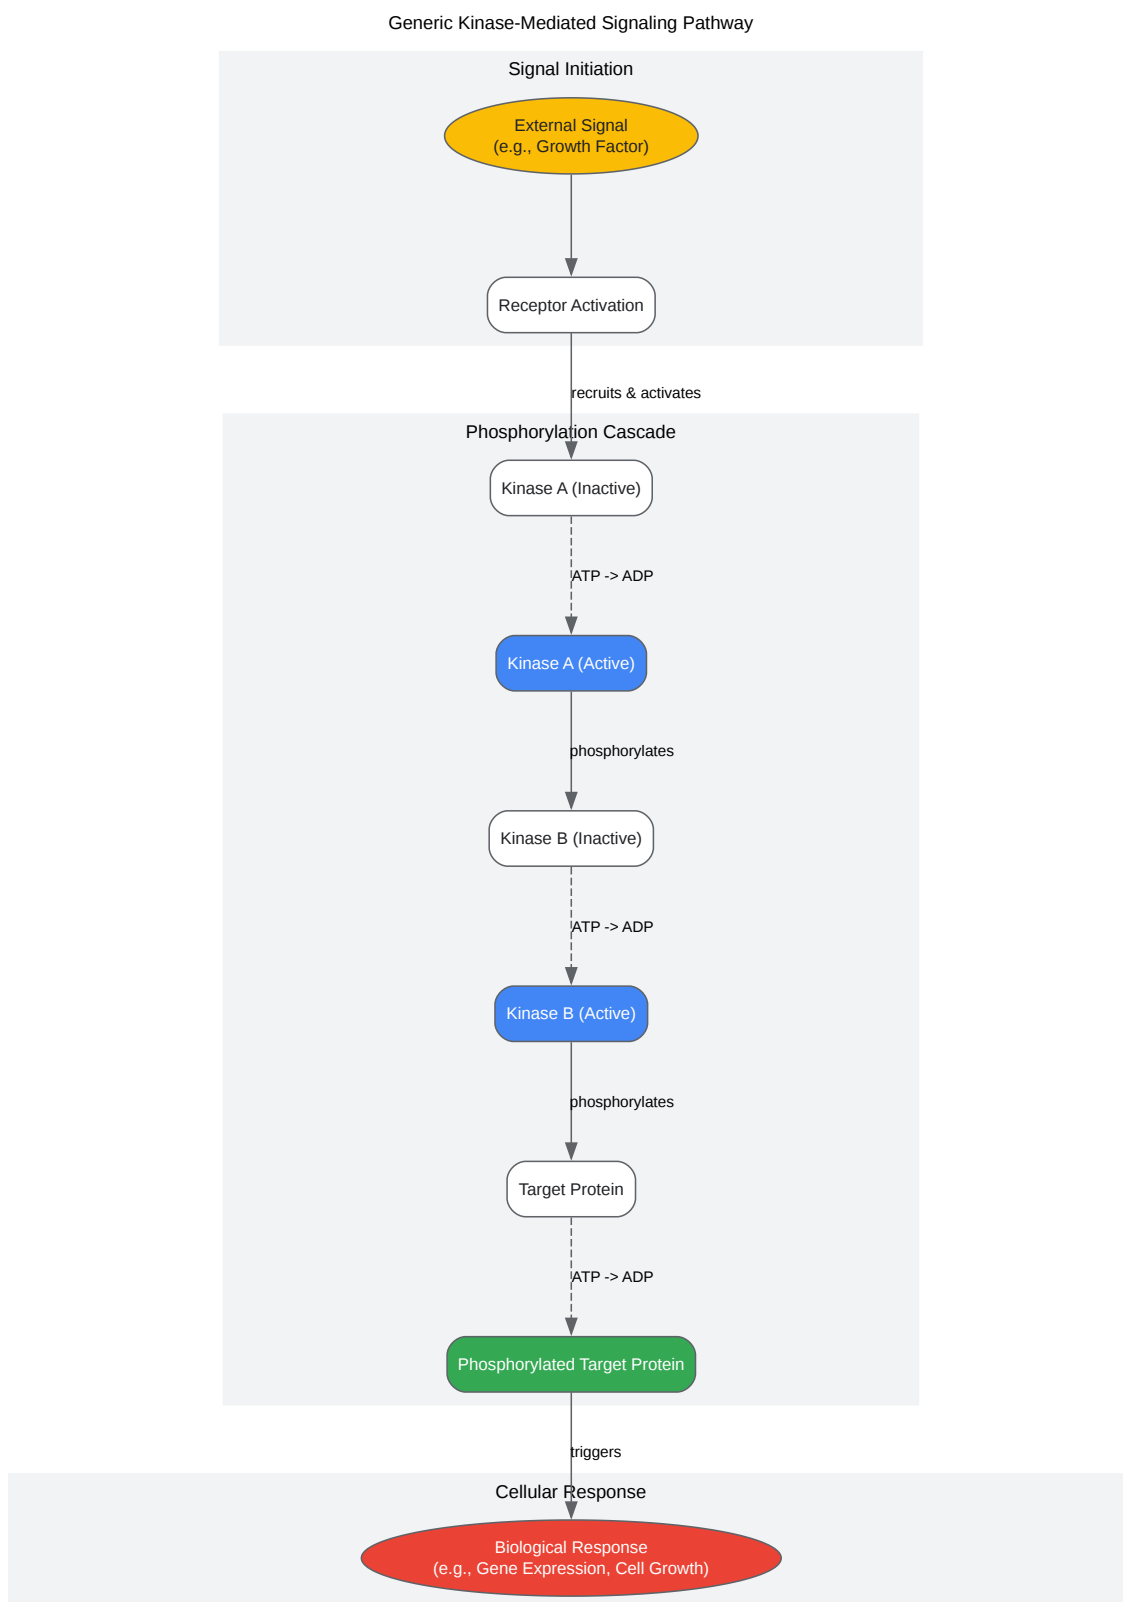 Generic Kinase-Mediated Signaling Pathway
Signal Initiation
External Signal
(e.g., Growth Factor)
Receptor Activation
recruits & activates
Phosphorylation Cascade
Kinase A (Inactive)
ATP -> ADP
Kinase A (Active)
phosphorylates
Kinase B (Inactive)
ATP -> ADP
Kinase B (Active)
phosphorylates
Target Protein
ATP -> ADP
Phosphorylated Target Protein
triggers
Cellular Response
Biological Response
(e.g., Gene Expression, Cell Growth)